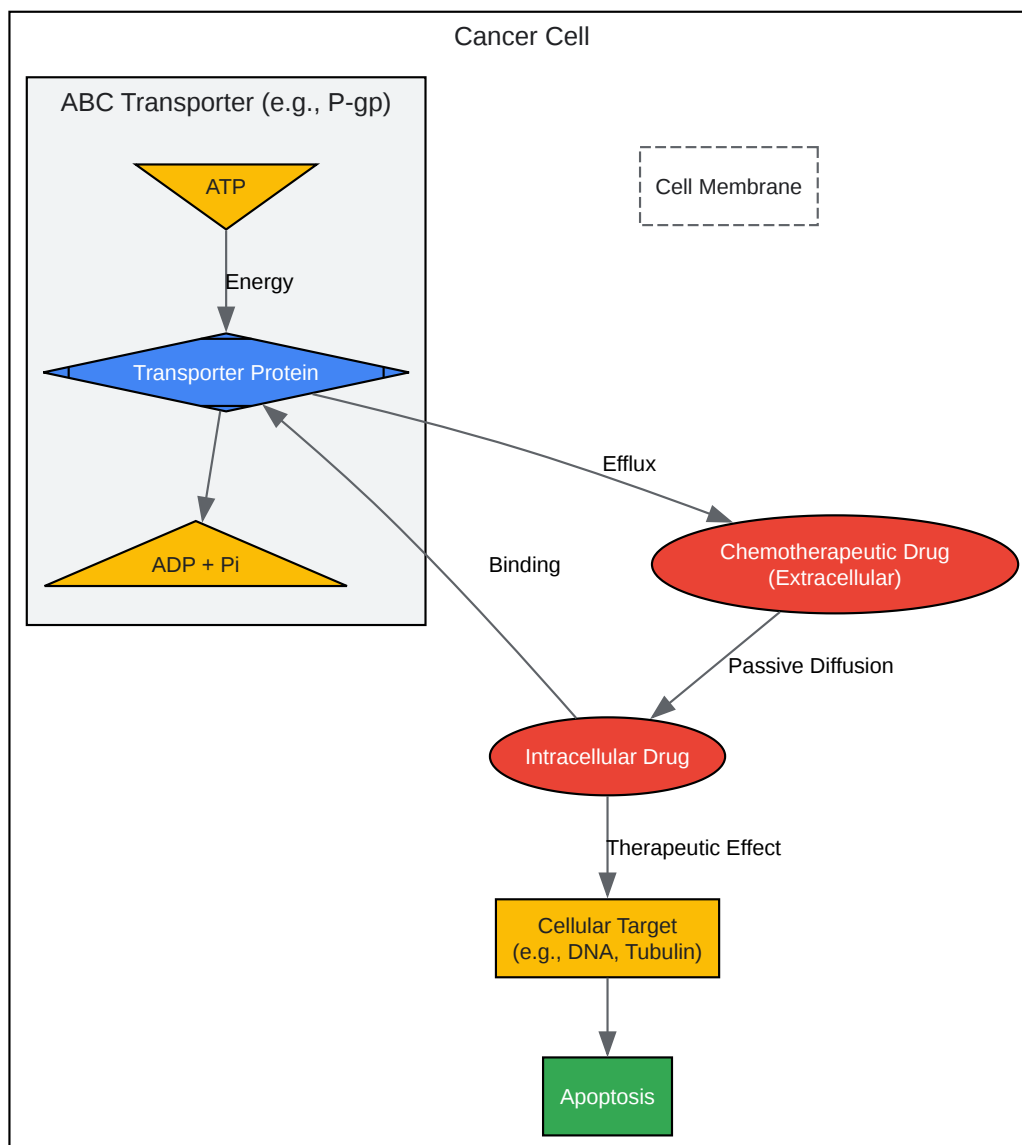 Cancer Cell
ABC Transporter (e.g., P-gp)
ATP
Cell Membrane
Energy
Transporter Protein
Efflux
Binding
Chemotherapeutic Drug
(Extracellular)
ADP + Pi
Passive Diffusion
Intracellular Drug
Therapeutic Effect
Cellular Target
(e.g., DNA, Tubulin)
Apoptosis